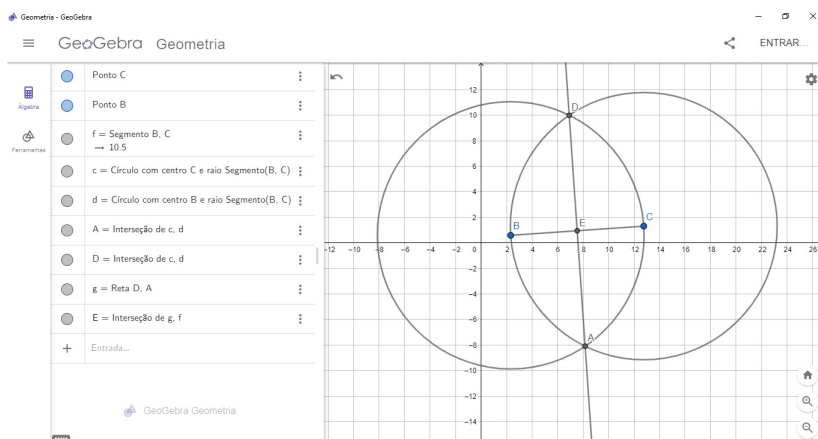 Geometria - GeoGebra
GeoGebra Geometria
ENTRAR...
Álgebra
Ferramentas
Ponto C
Ponto B
f = Segmento B, C
→ 10.5
c = Círculo com centro C e raio Segmento(B, C)
d = Círculo com centro B e raio Segmento(B, C)
A = Interseção de c, d
D = Interseção de c, d
g = Reta D, A
E = Interseção de g, f
Entrada...
GeoGebra Geometria
12
10
8
6
4
2
-12 -10 -8 -6 -4 -2 0 2 4 6 8 10 12 14 16 18 20 22 24 26
-2
-4
-6
-8
-10
-12
-14
D
B
E
C
A